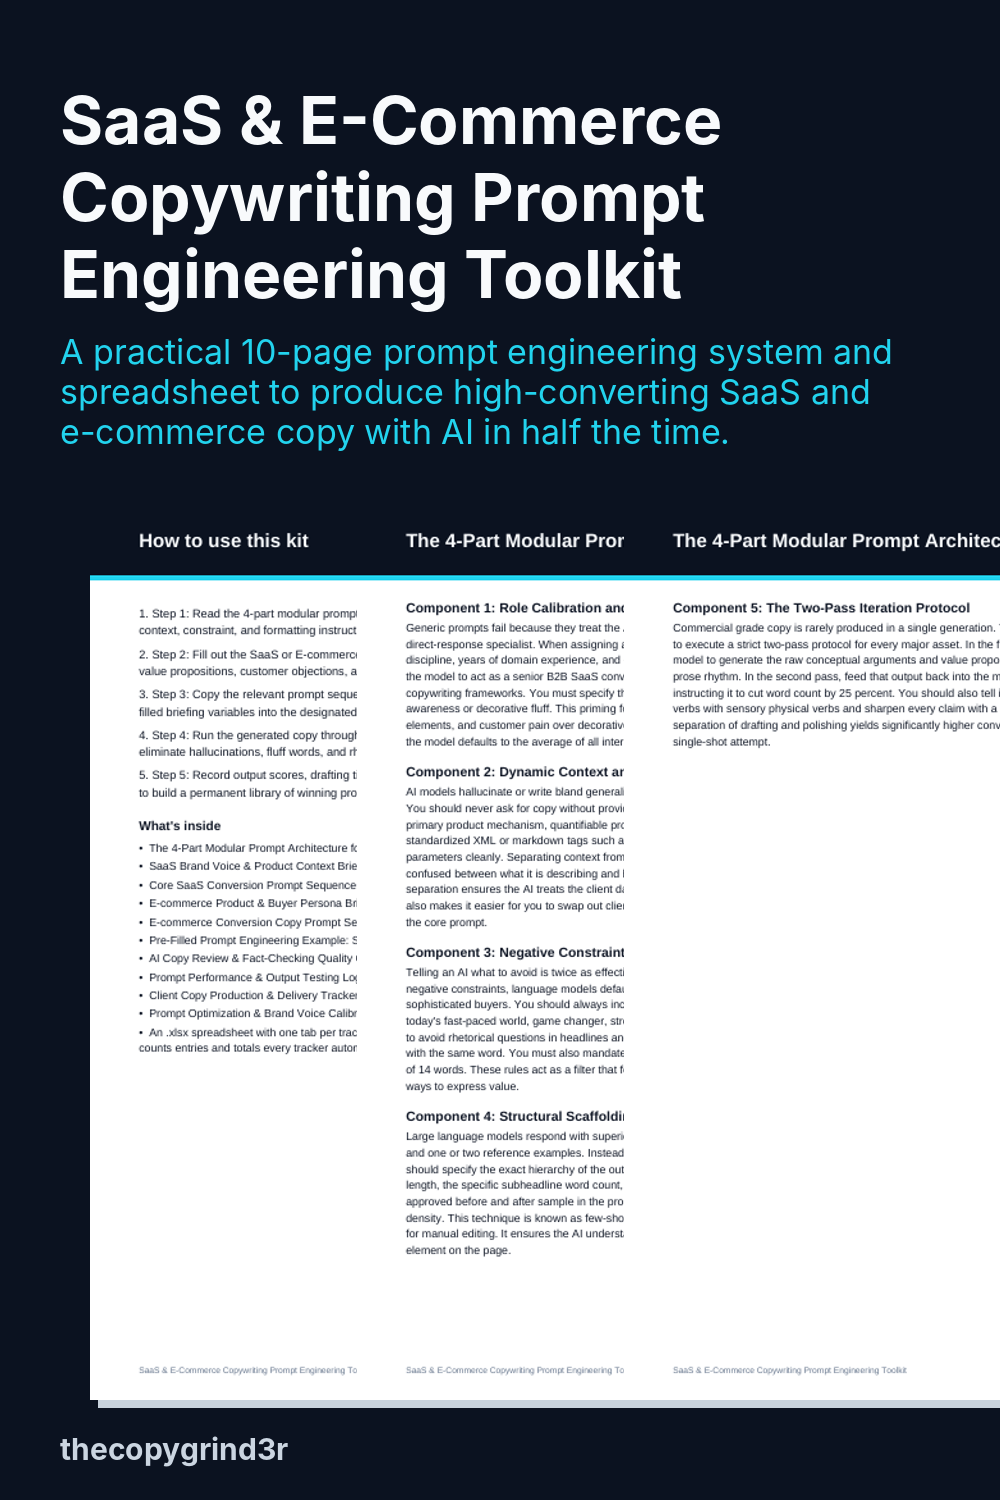 SaaS & E-Commerce
Copywriting Prompt
Engineering Toolkit
A practical 10-page prompt engineering system and
spreadsheet to produce high-converting SaaS and
e-commerce copy with AI in half the time.
How to use this kit
1. Step 1: Read the 4-part modular prompt
context, constraint, and formatting instruct
2. Step 2: Fill out the SaaS or E-commerce
value propositions, customer objections, a
3. Step 3: Copy the relevant prompt seque
filled briefing variables into the designated
4. Step 4: Run the generated copy through
eliminate hallucinations, fluff words, and rh
5. Step 5: Record output scores, drafting ti
to build a permanent library of winning pro
What's inside
• The 4-Part Modular Prompt Architecture fo
• SaaS Brand Voice & Product Context Brie
• Core SaaS Conversion Prompt Sequence
• E-commerce Product & Buyer Persona Bri
• E-commerce Conversion Copy Prompt Se
• Pre-Filled Prompt Engineering Example: S
• AI Copy Review & Fact-Checking Quality
• Prompt Performance & Output Testing Log
• Client Copy Production & Delivery Tracker
• Prompt Optimization & Brand Voice Calibr
• An .xlsx spreadsheet with one tab per trac
counts entries and totals every tracker autom
SaaS & E-Commerce Copywriting Prompt Engineering To
The 4-Part Modular Pror
Component 1: Role Calibration and
Generic prompts fail because they treat the
direct-response specialist. When assigning a
discipline, years of domain experience, and
the model to act as a senior B2B SaaS conv
copywriting frameworks. You must specify th
awareness or decorative fluff. This priming fo
elements, and customer pain over decorative
the model defaults to the average of all inter
Component 2: Dynamic Context an
AI models hallucinate or write bland generali
You should never ask for copy without provi
primary product mechanism, quantifiable pro
standardized XML or markdown tags such a
parameters cleanly. Separating context from
confused between what it is describing and h
separation ensures the AI treats the client da
also makes it easier for you to swap out clien
the core prompt.
Component 3: Negative Constraint
Telling an AI what to avoid is twice as effecti
negative constraints, language models defau
sophisticated buyers. You should always inc
today's fast-paced world, game changer, stre
to avoid rhetorical questions in headlines an
with the same word. You must also mandate
of 14 words. These rules act as a filter that f
ways to express value.
Component 4: Structural Scaffoldin
Large language models respond with superi
and one or two reference examples. Instead
should specify the exact hierarchy of the out
length, the specific subheadline word count,
approved before and after sample in the pro
density. This technique is known as few-sho
for manual editing. It ensures the AI understa
element on the page.
SaaS & E-Commerce Copywriting Prompt Engineering To
The 4-Part Modular Prompt Architec
Component 5: The Two-Pass Iteration Protocol
Commercial grade copy is rarely produced in a single generation.
to execute a strict two-pass protocol for every major asset. In the f
model to generate the raw conceptual arguments and value propo
prose rhythm. In the second pass, feed that output back into the m
instructing it to cut word count by 25 percent. You should also tell i
verbs with sensory physical verbs and sharpen every claim with a
separation of drafting and polishing yields significantly higher conv
single-shot attempt.
SaaS & E-Commerce Copywriting Prompt Engineering Toolkit
thecopygrind3r